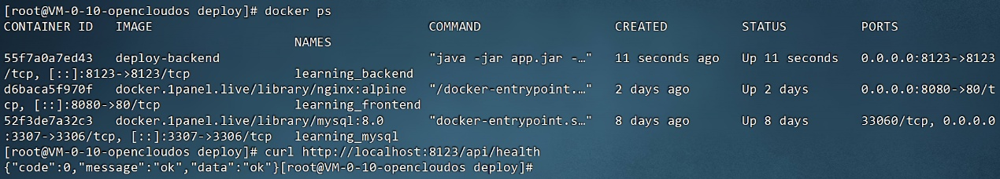 [root@VM-0-10-opencloudos deploy]# docker ps
CONTAINER ID   IMAGE                                   COMMAND                  CREATED          STATUS          PORTS
                                       NAMES
55f7a0a7ed43   deploy-backend                          "java -jar app.jar -…"   11 seconds ago   Up 11 seconds   0.0.0.0:8123->8123
/tcp, [::]:8123->8123/tcp              learning_backend
d6baca5f970f   docker.1panel.live/library/nginx:alpine   "/docker-entrypoint.…"   2 days ago       Up 2 days       0.0.0.0:8080->80/t
cp, [::]:8080->80/tcp                  learning_frontend
52f3de7a32c3   docker.1panel.live/library/mysql:8.0      "docker-entrypoint.s…"   8 days ago       Up 8 days       33060/tcp, 0.0.0.0
:3307->3306/tcp, [::]:3307->3306/tcp   learning_mysql
[root@VM-0-10-opencloudos deploy]# curl http://localhost:8123/api/health
{"code":0,"message":"ok","data":"ok"}[root@VM-0-10-opencloudos deploy]#